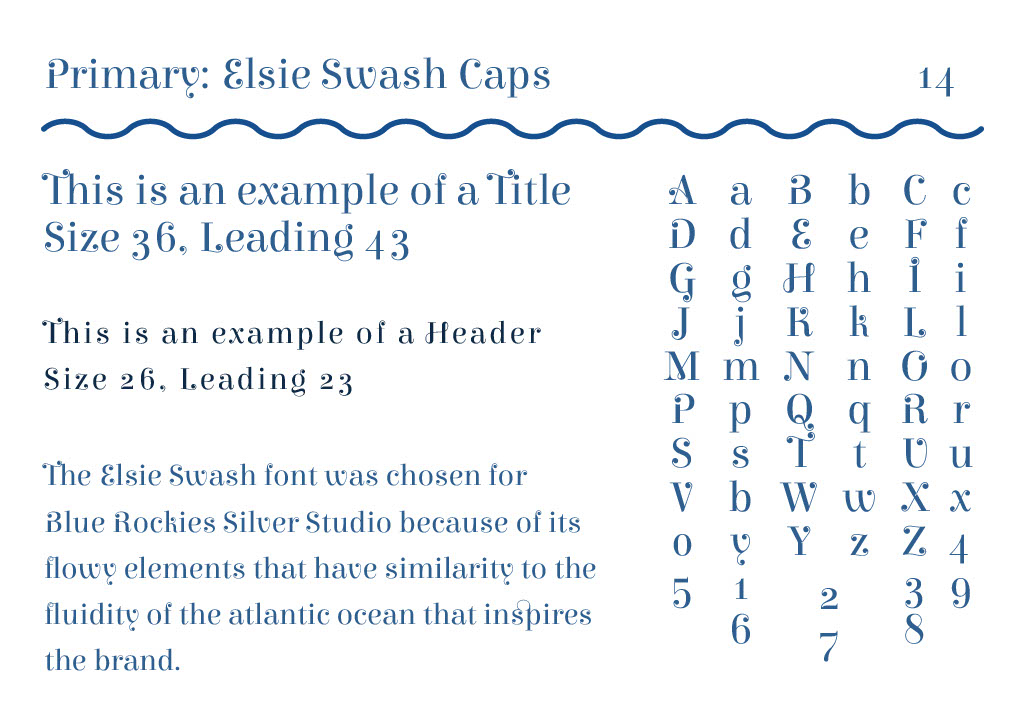 Primary: Elsie Swash Caps
14
This is an example of a Title
Size 36, Leading 43
This is an example of a Header
Size 26, Leading 23
The Elsie Swash font was chosen for
Blue Rockies Silver Studio because of its
flowy elements that have similarity to the
fluidity of the atlantic ocean that inspires
the brand.
A a B b C c
D d E e F f
G g H h I i
J j K k L l
M m N n O o
P p Q q R r
S s T t U u
V b W w X x
o y Y z Z 4
5 1 2 3 9
6 7 8